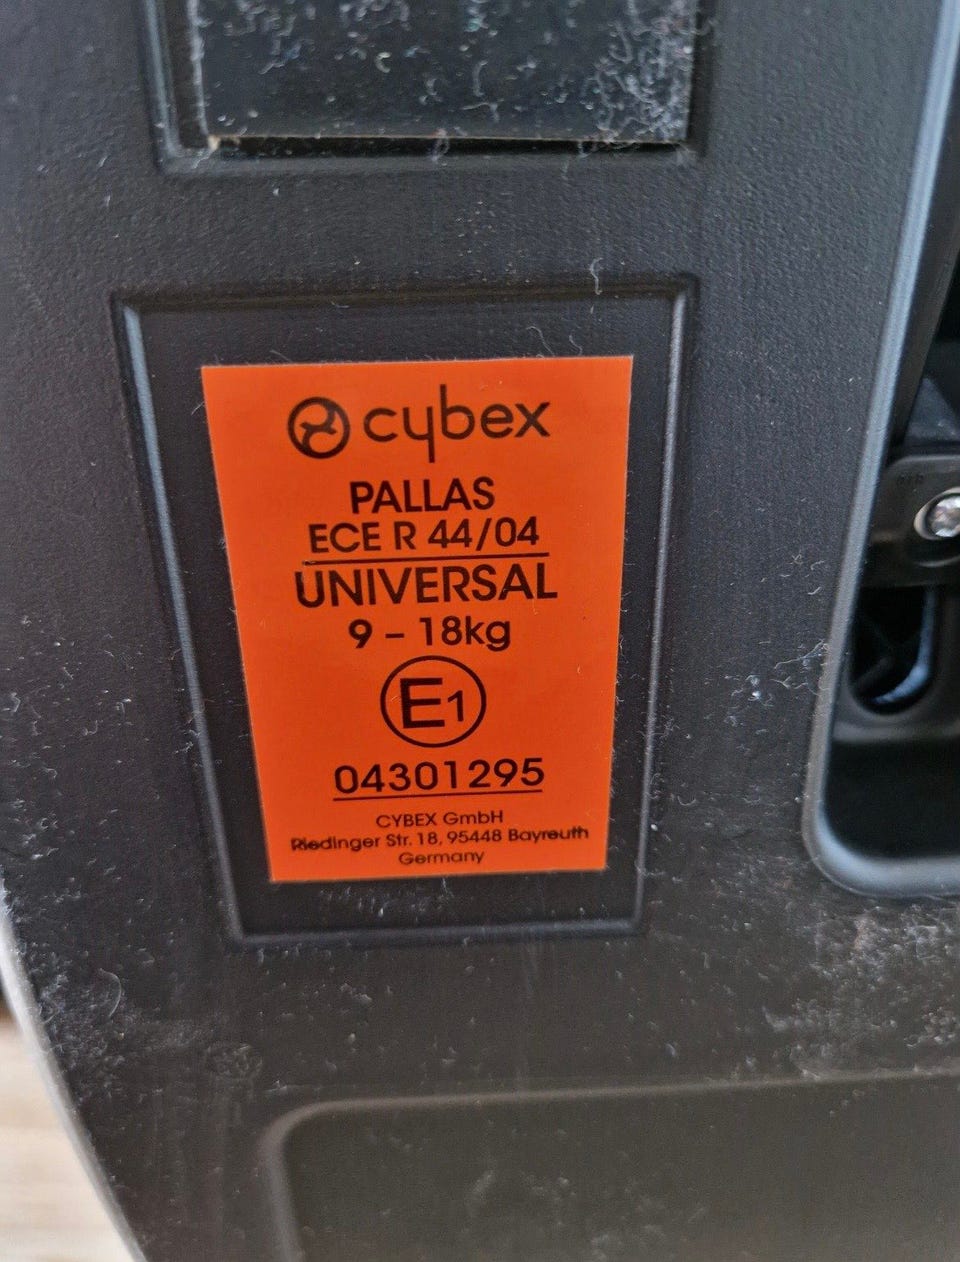 cybex
PALLAS
ECE R 44/04
UNIVERSAL
9 – 18kg
E1
04301295
CYBEX GmbH
Riedinger Str. 18, 95448 Bayreuth
Germany